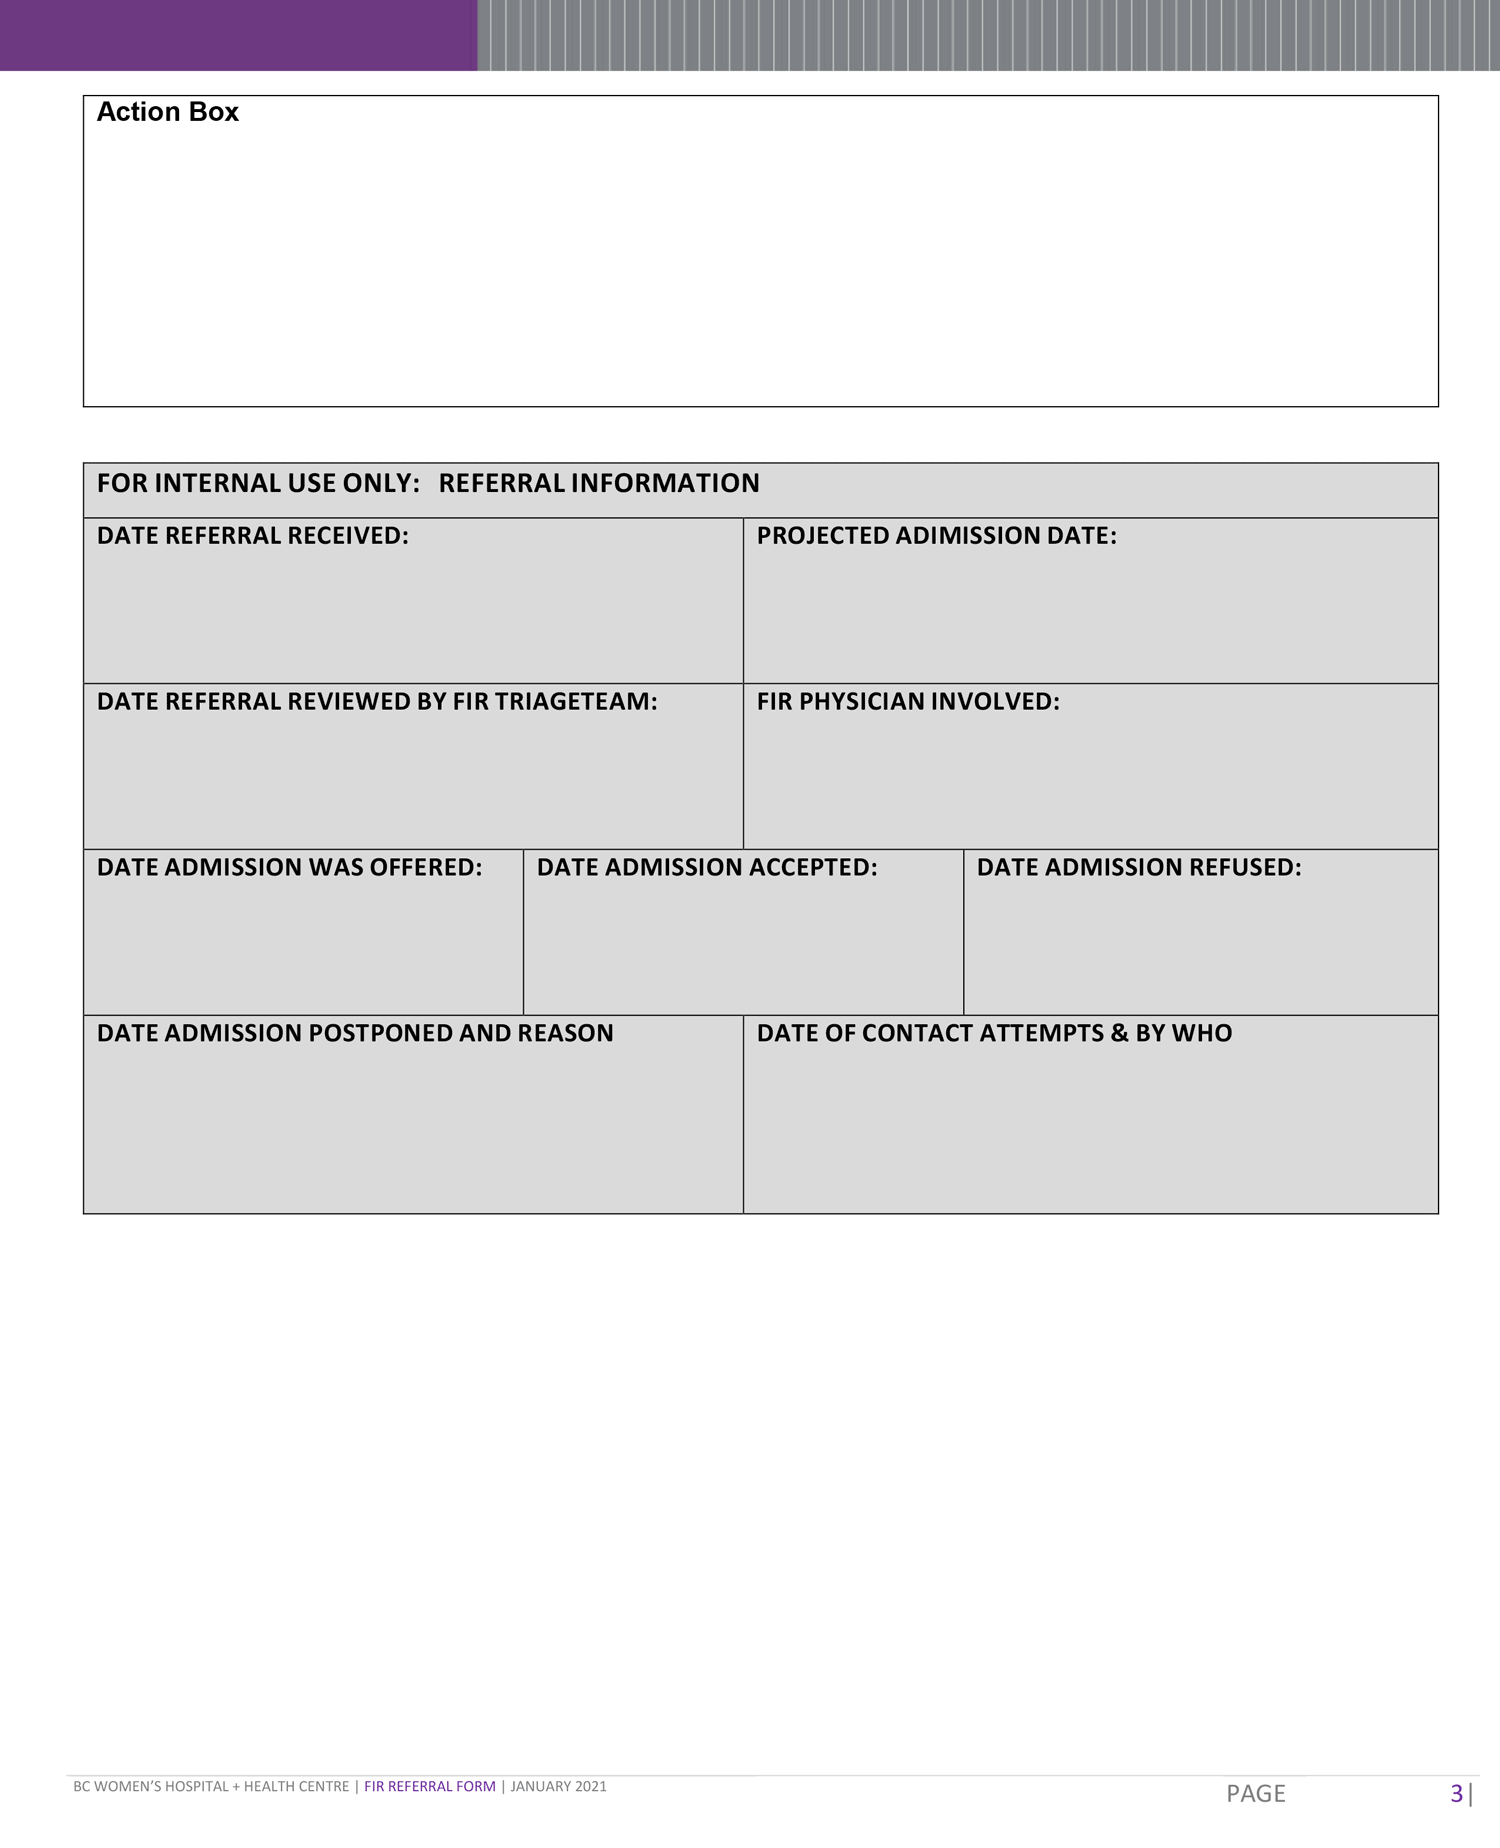 Action Box
FOR INTERNAL USE ONLY: REFERRAL INFORMATION
DATE REFERRAL RECEIVED:
PROJECTED ADIMISSION DATE:
DATE REFERRAL REVIEWED BY FIR TRIAGETEAM:
FIR PHYSICIAN INVOLVED:
DATE ADMISSION WAS OFFERED:
DATE ADMISSION ACCEPTED:
DATE ADMISSION REFUSED:
DATE ADMISSION POSTPONED AND REASON
DATE OF CONTACT ATTEMPTS & BY WHO
BC WOMEN'S HOSPITAL + HEALTH CENTRE | FIR REFERRAL FORM | JANUARY 2021
PAGE 3|